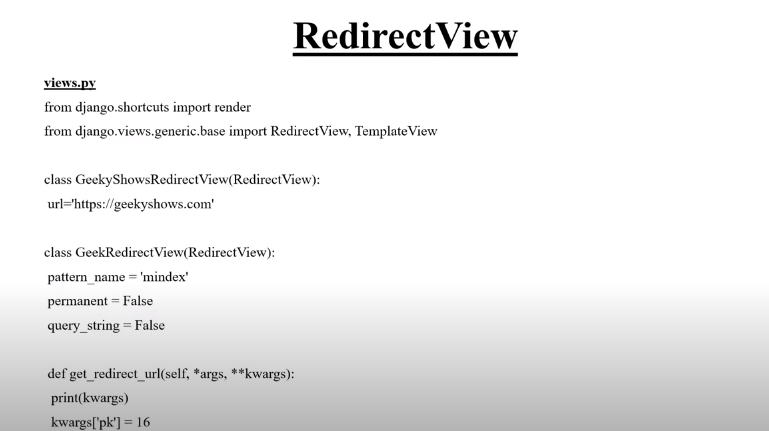 RedirectView
views.py
from django.shortcuts import render
from django.views.generic.base import RedirectView, TemplateView
class GeekyShowsRedirectView(RedirectView):
url='https://geekyshows.com'
class GeekRedirectView(RedirectView):
pattern_name = 'mindex'
permanent = False
query_string = False
def get_redirect_url(self, *args, **kwargs):
print(kwargs)
kwargs['pk'] = 16